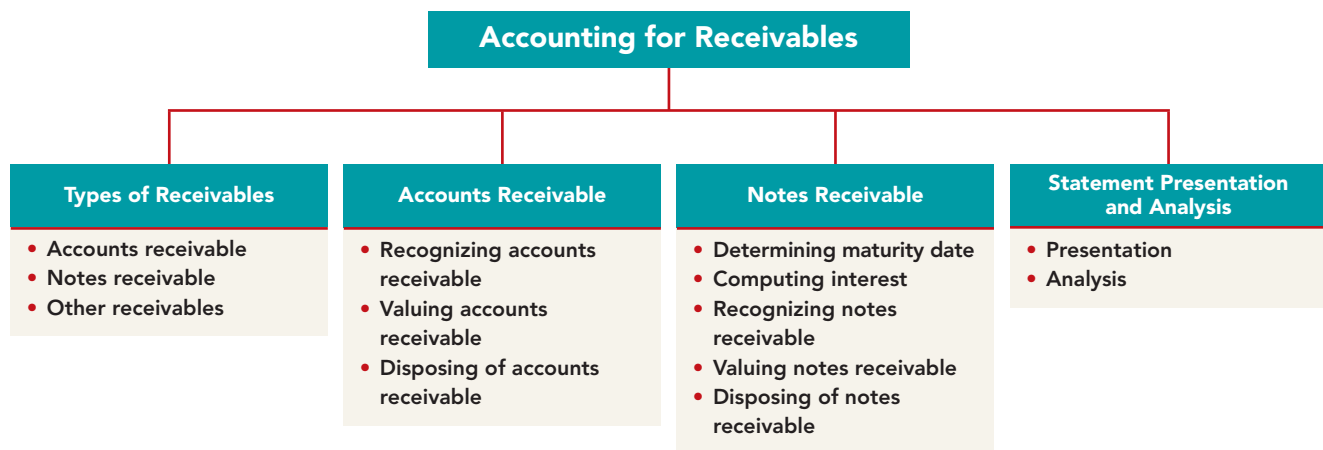 Accounting for Receivables
Types of Receivables
• Accounts receivable
• Notes receivable
• Other receivables
Accounts Receivable
• Recognizing accounts
receivable
• Valuing accounts
receivable
• Disposing of accounts
receivable
Notes Receivable
• Determining maturity date
• Computing interest
• Recognizing notes
receivable
• Valuing notes receivable
• Disposing of notes
receivable
Statement Presentation
and Analysis
• Presentation
• Analysis